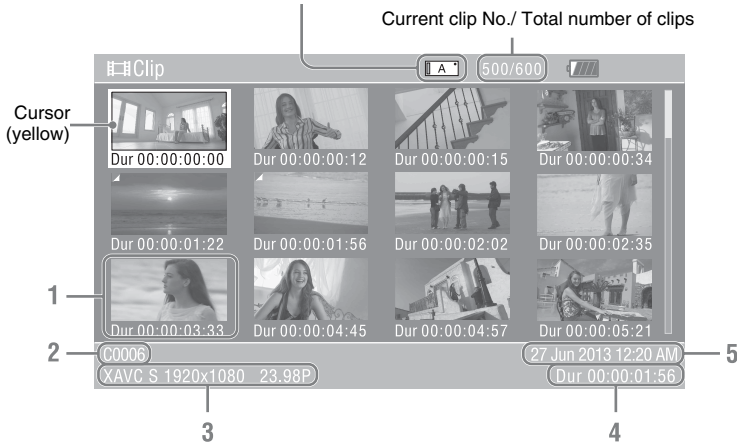 Current clip No./ Total number of clips
Clip
A
500/600
Cursor
(yellow)
Dur 00:00:00:00
Dur 00:00:00:12
Dur 00:00:00:15
Dur 00:00:00:34
Dur 00:00:01:22
Dur 00:00:01:56
Dur 00:00:02:02
Dur 00:00:02:35
1
Dur 00:00:03:33
Dur 00:00:04:45
Dur 00:00:04:57
Dur 00:00:05:21
2
C0006
27 Jun 2013 12:20 AM
5
XAVC S 1920x1080 23.98P
Dur 00:00:01:56
3
4